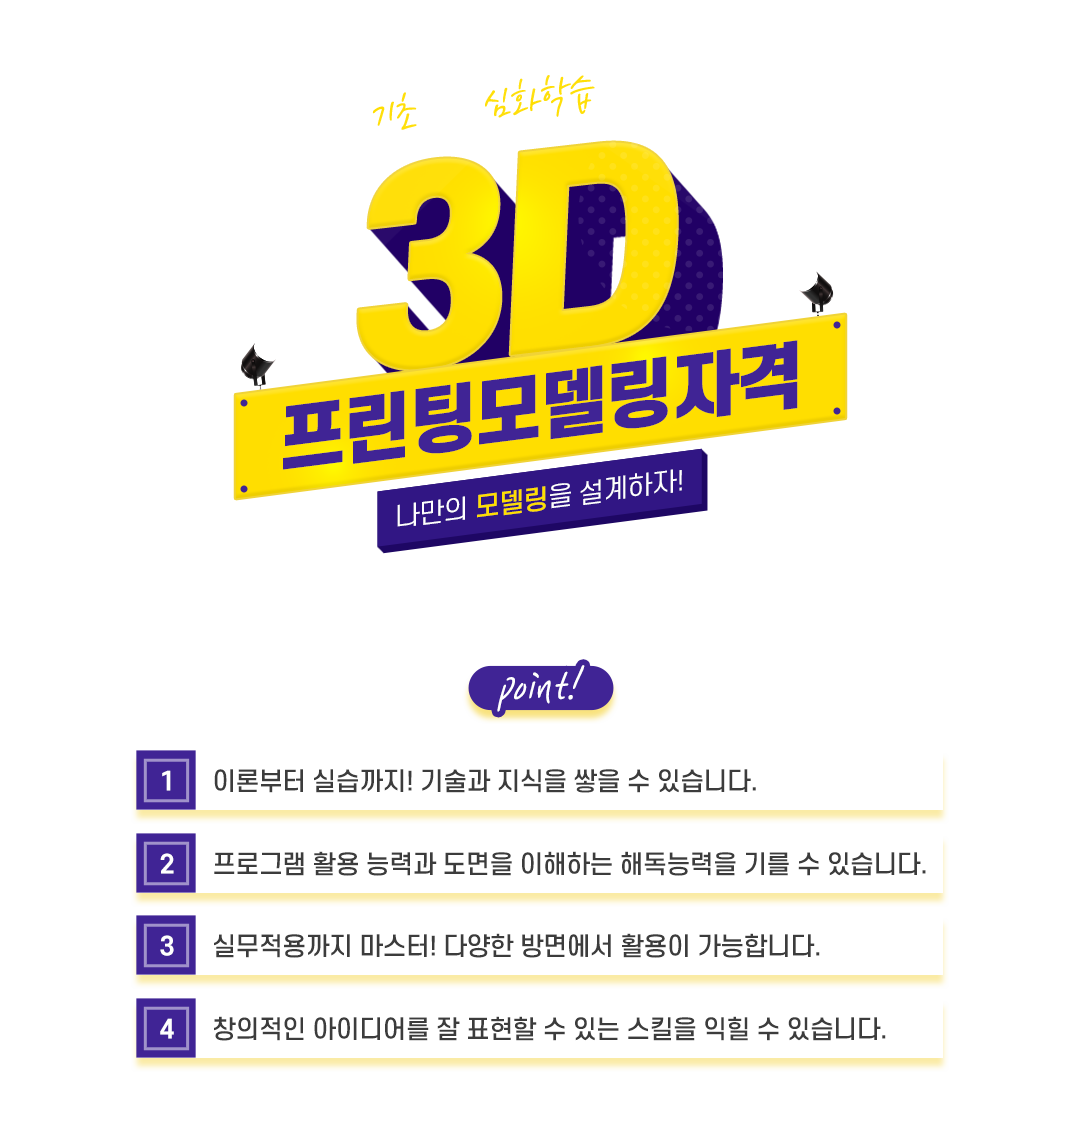 기초 심화학습
3D
프린팅모델링자격
나만의 모델링을 설계하자!
point!
1 이론부터 실습까지! 기술과 지식을 쌓을 수 있습니다.
2 프로그램 활용 능력과 도면을 이해하는 해독능력을 기를 수 있습니다.
3 실무적용까지 마스터! 다양한 방면에서 활용이 가능합니다.
4 창의적인 아이디어를 잘 표현할 수 있는 스킬을 익힐 수 있습니다.